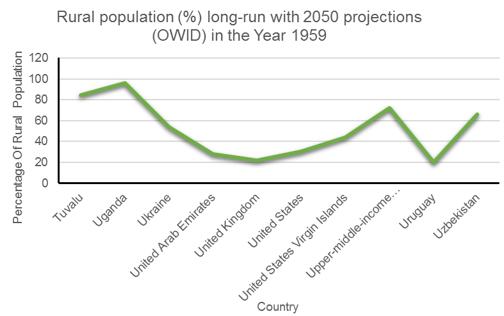 Rural population (%) long-run with 2050 projections
(OWID) in the Year 1959
Percentage Of Rural Population
120
100
80
60
40
20
0
Tuvalu
Uganda
Ukraine
United Arab Emirates
United Kingdom
United States
United States Virgin Islands
Upper-middle-income...
Uruguay
Uzbekistan
Country